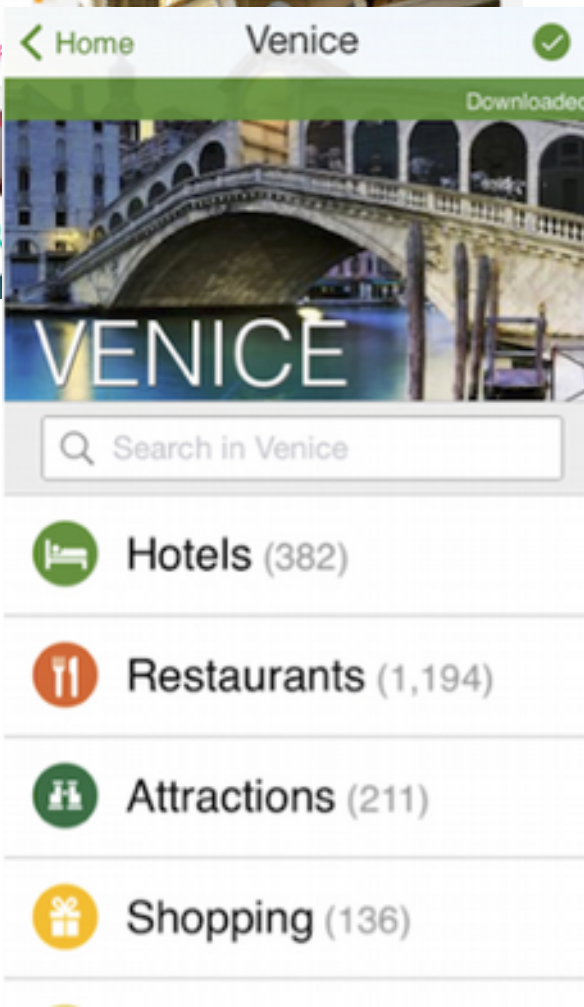 Home
Venice
Downloaded
VENICE
Search in Venice
Hotels (382)
Restaurants (1,194)
Attractions (211)
Shopping (136)